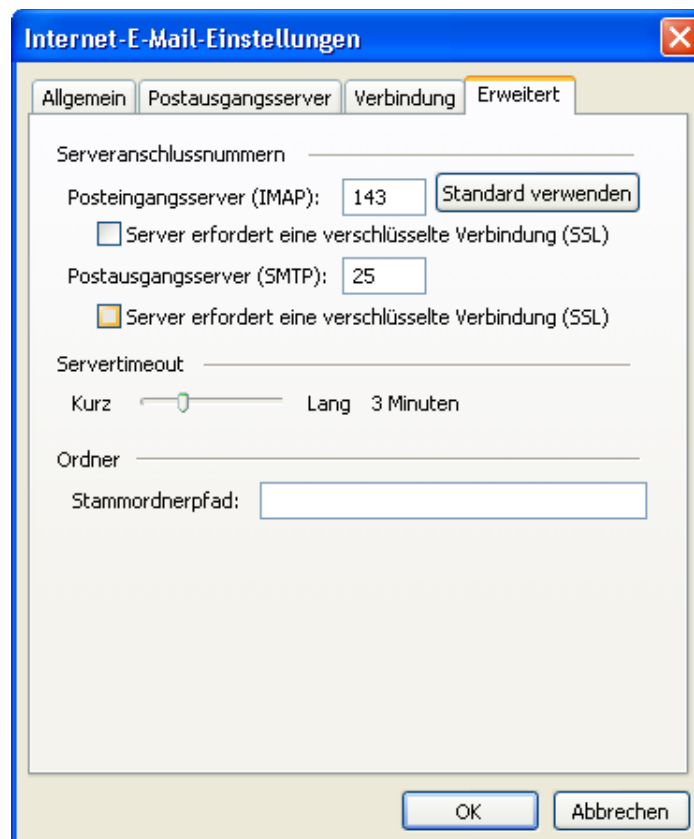 Internet-E-Mail-Einstellungen
Allgemein Postausgangsserver Verbindung Erweitert
Serveranschlussnummern
Posteingangsserver (IMAP): 143 Standard verwenden
Server erfordert eine verschlüsselte Verbindung (SSL)
Postausgangsserver (SMTP): 25
Server erfordert eine verschlüsselte Verbindung (SSL)
Servertimeout
Kurz Lang 3 Minuten
Ordner
Stammordnerpfad:
OK Abbrechen